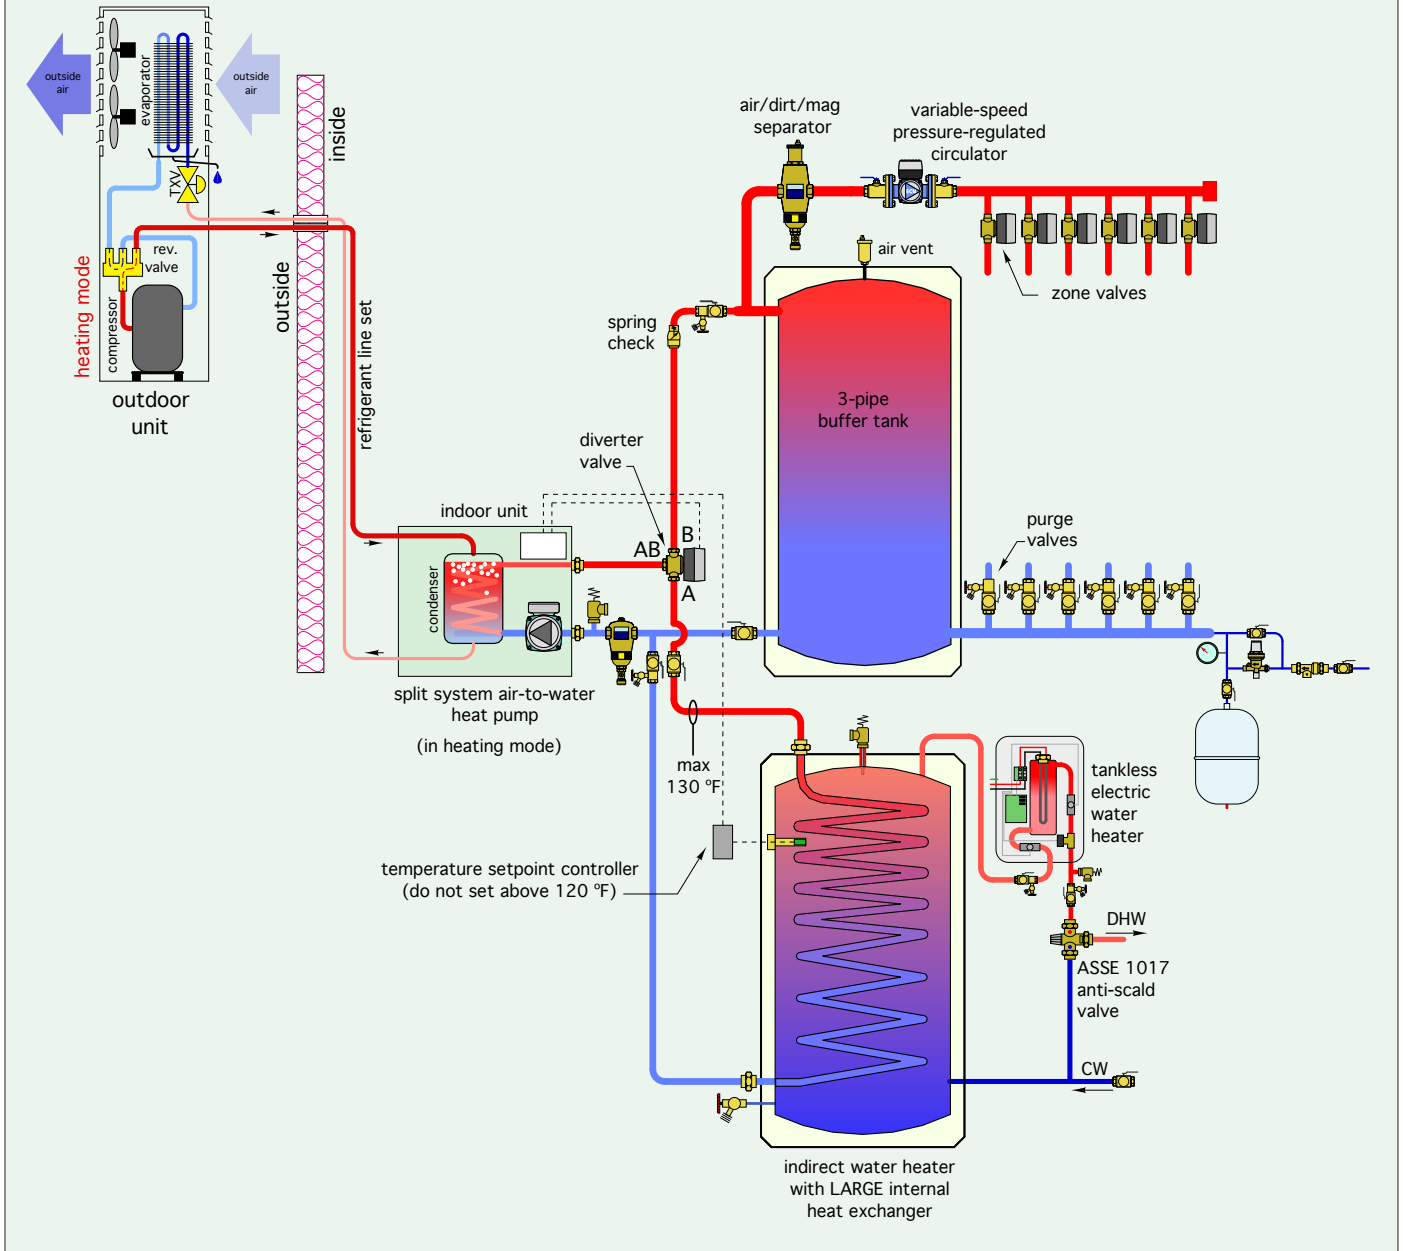 outside
air
evaporator
outside
air
TXV
rev.
valve
heating mode
compressor
outdoor
unit
inside
outside
refrigerant line set
air/dirt/mag
separator
variable-speed
pressure-regulated
circulator
air vent
zone valves
spring
check
3-pipe
buffer tank
diverter
valve
indoor unit
AB
B
A
condenser
purge
valves
split system air-to-water
heat pump
(in heating mode)
max
130 ºF
temperature setpoint controller
(do not set above 120 ºF)
tankless
electric
water
heater
DHW
ASSE 1017
anti-scald
valve
CW
indirect water heater
with LARGE internal
heat exchanger